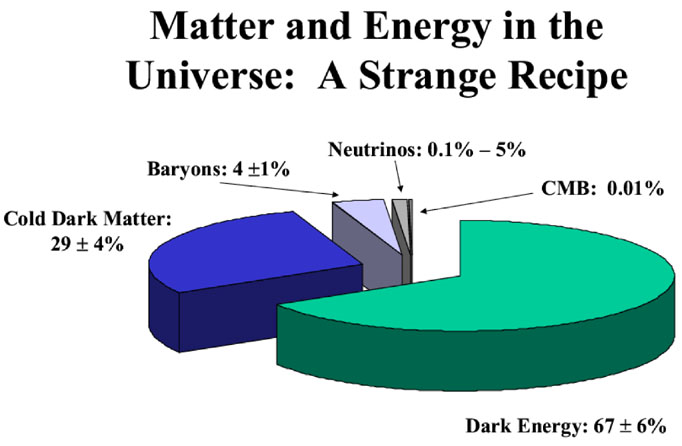 Matter and Energy in the
Universe: A Strange Recipe
Neutrinos: 0.1% – 5%
Baryons: 4 ±1%
CMB: 0.01%
Cold Dark Matter:
29 ± 4%
Dark Energy: 67 ± 6%